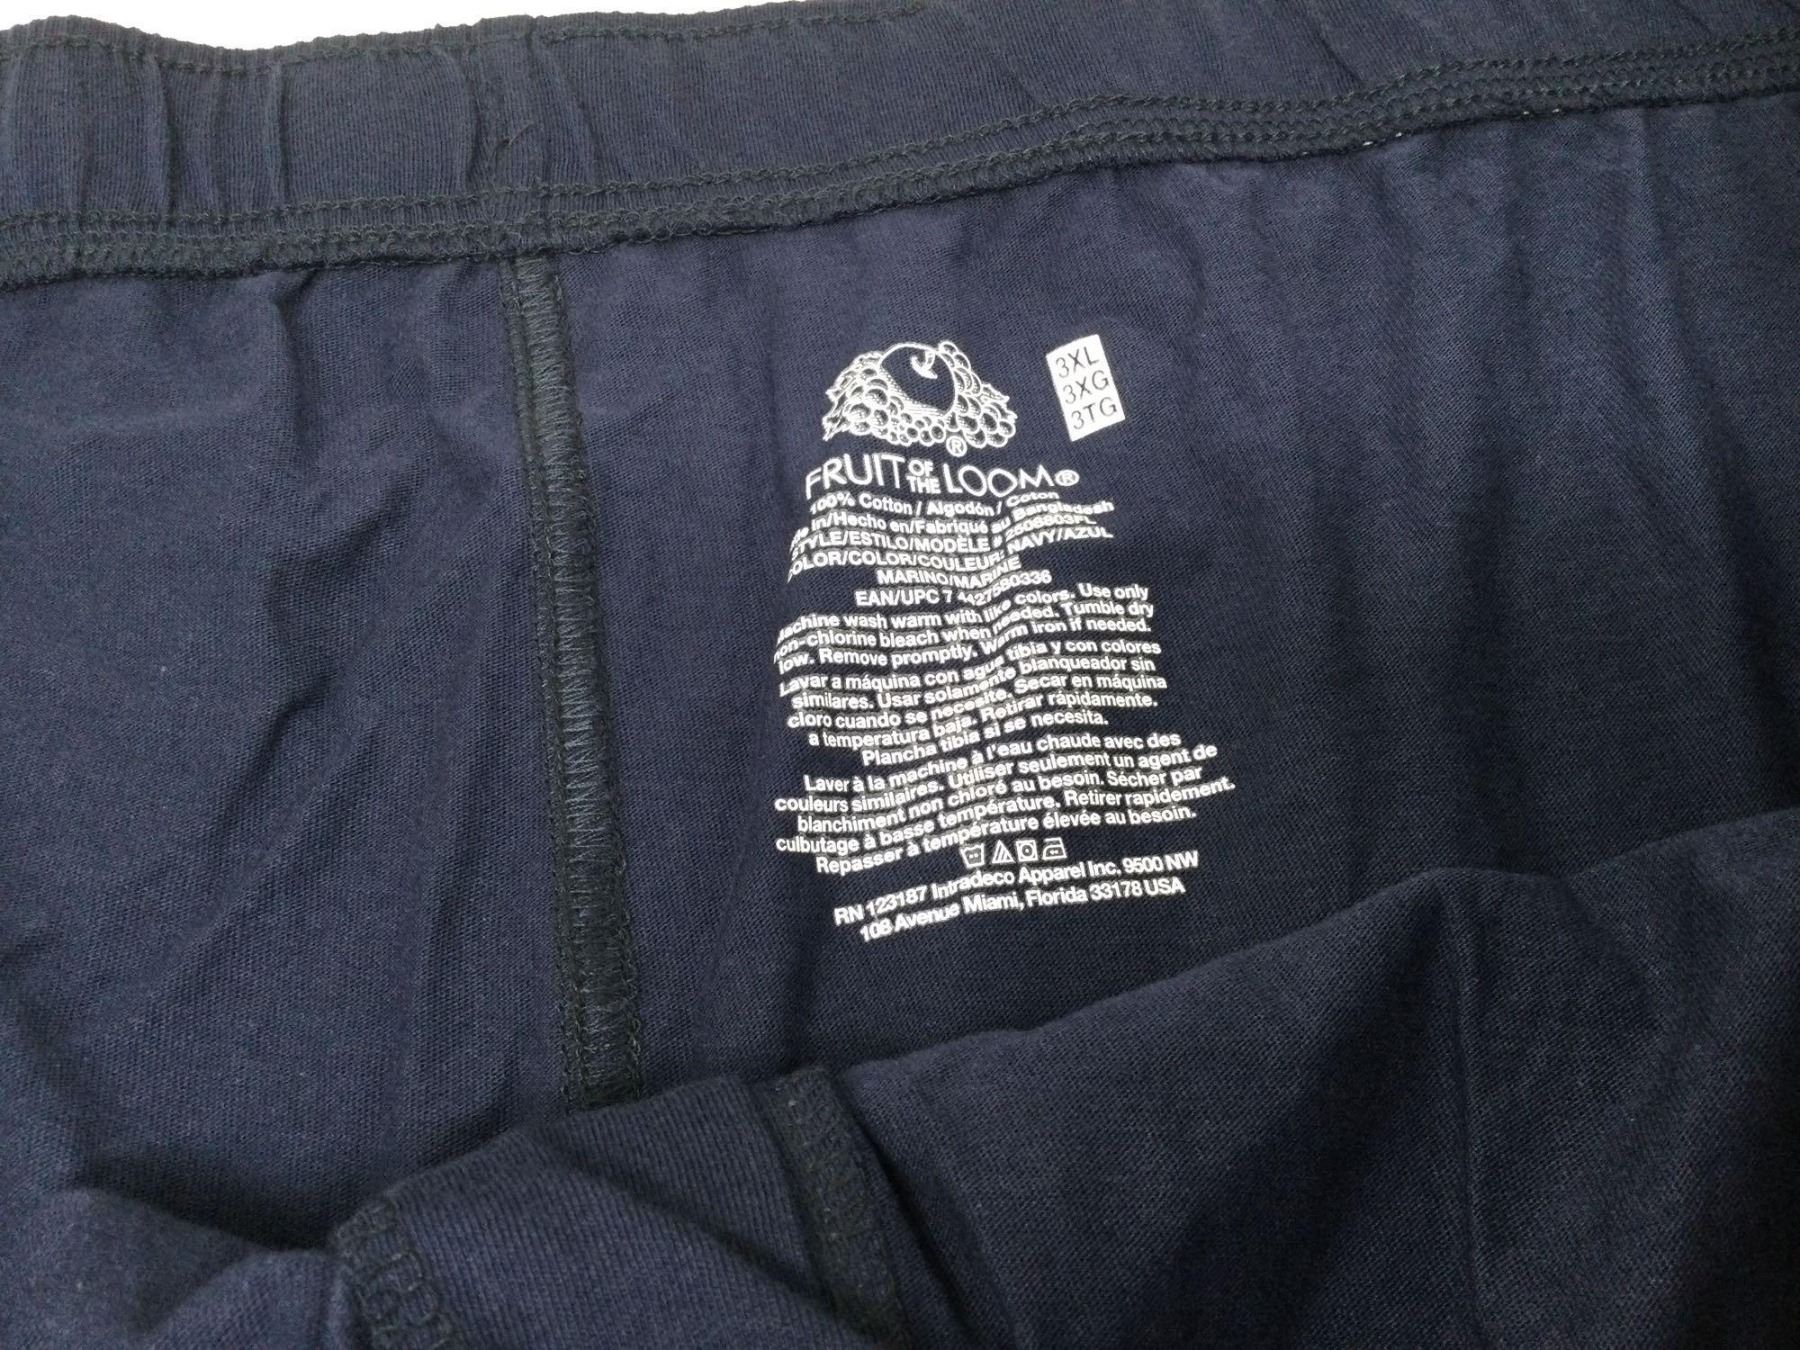 3XL
3XG
3TG
FRUIT OF THE LOOM®
100% Cotton / Algodón / Coton
In/Hecho en/Fabriqué au Bangladesh
STYLE/ESTILO/MODÈLE #
COLOR/COLOR/COULEUR: NAVY/AZUL
MARINO/MARINE
EAN/UPC 7
Machine wash warm with like colors. Use only
non-chlorine bleach when needed. Tumble dry
low. Remove promptly. Warm iron if needed.
Lavar a máquina con agua tibia y con colores
similares. Usar solamente blanqueador sin
cloro cuando se necesite. Secar en máquina
a temperatura baja. Retirar rápidamente.
Plancha tibia si se necesita.
Laver à la machine à l'eau chaude avec des
couleurs similaires. Utiliser seulement un agent de
blanchiment non chloré au besoin. Sécher par
culbutage à basse température. Retirer rapidement.
Repasser à température élevée au besoin.
RN 123187 Intradeco Apparel Inc. 9500 NW
108 Avenue Miami, Florida 33178 USA